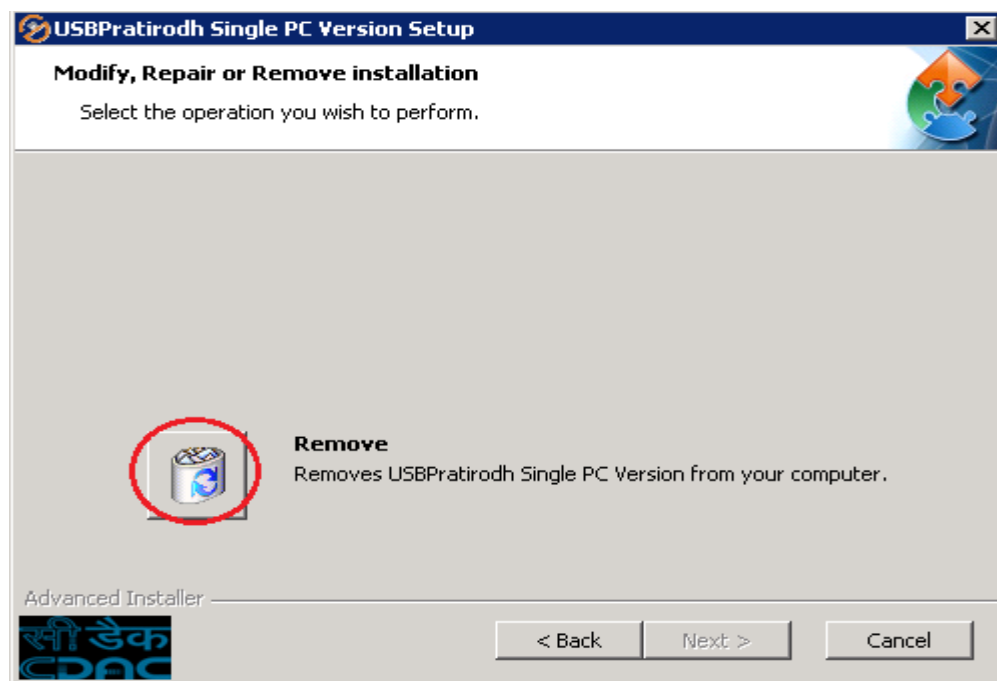 USBPratirodh Single PC Version Setup
Modify, Repair or Remove installation
Select the operation you wish to perform.
Remove
Removes USBPratirodh Single PC Version from your computer.
Advanced Installer
सी डैक
CDAC
< Back
Next >
Cancel